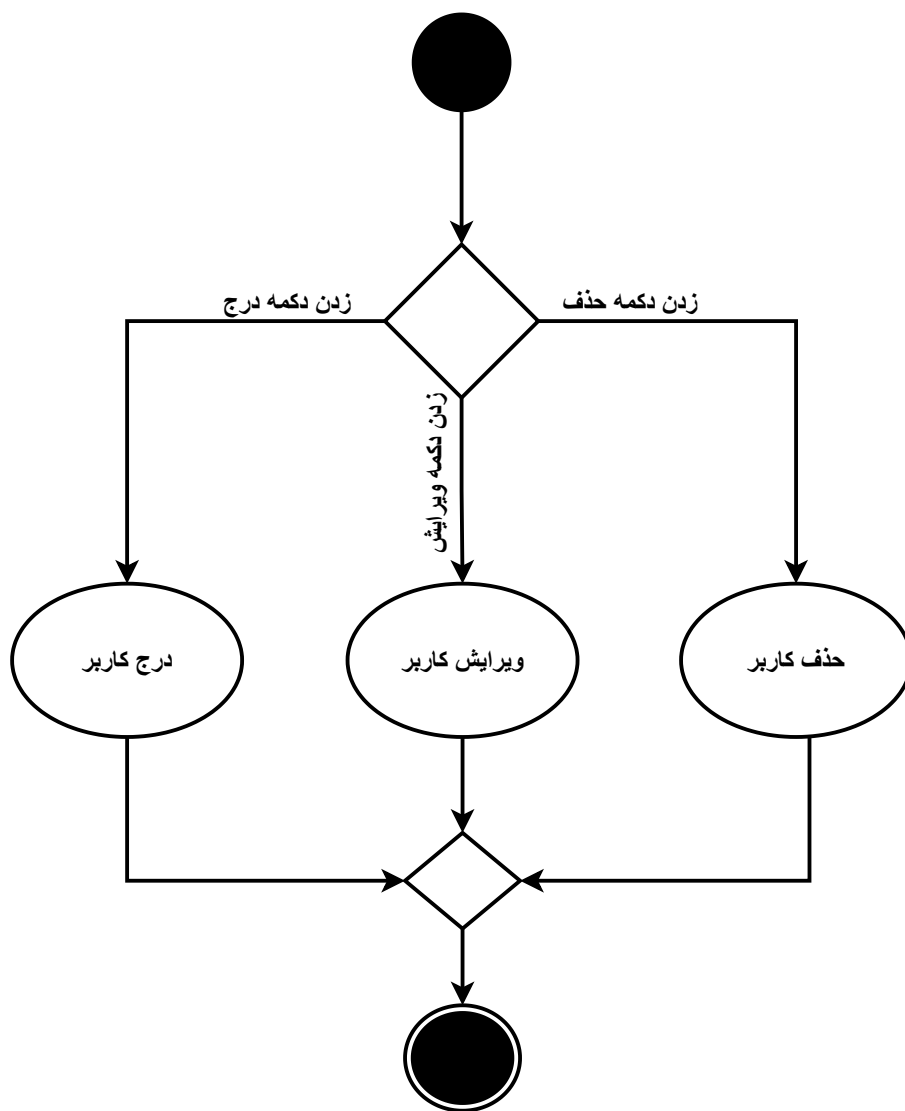 زدن دکمه حذف
زدن دکمه درج
زدن دکمه ویرایش
حذف کاربر
ویرایش کاربر
درج کاربر